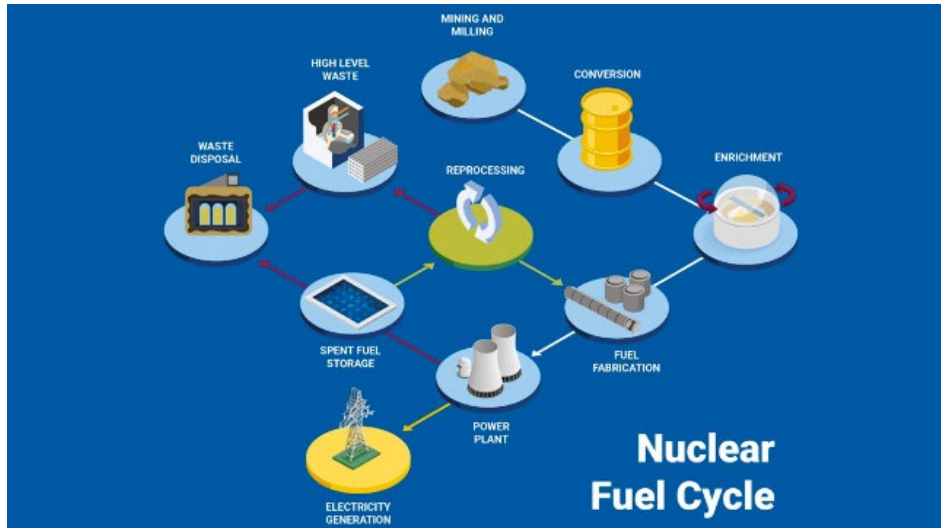 MINING AND
MILLING
HIGH LEVEL
WASTE
CONVERSION
WASTE
DISPOSAL
REPROCESSING
ENRICHMENT
SPENT FUEL
STORAGE
FUEL
FABRICATION
POWER
PLANT
ELECTRICITY
GENERATION
Nuclear
Fuel Cycle